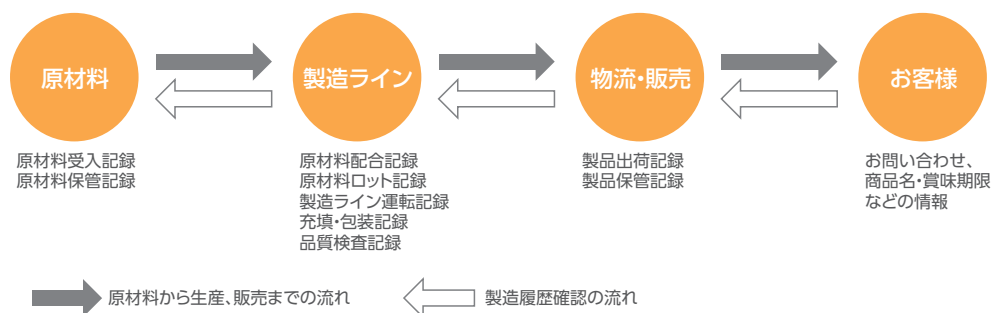 原材料
製造ライン
物流・販売
お客様
原材料受入記録
原材料保管記録
原材料配合記録
原材料ロット記録
製造ライン運転記録
充填・包装記録
品質検査記録
製品出荷記録
製品保管記録
お問い合わせ、
商品名・賞味期限
などの情報
原材料から生産、販売までの流れ
製造履歴確認の流れ